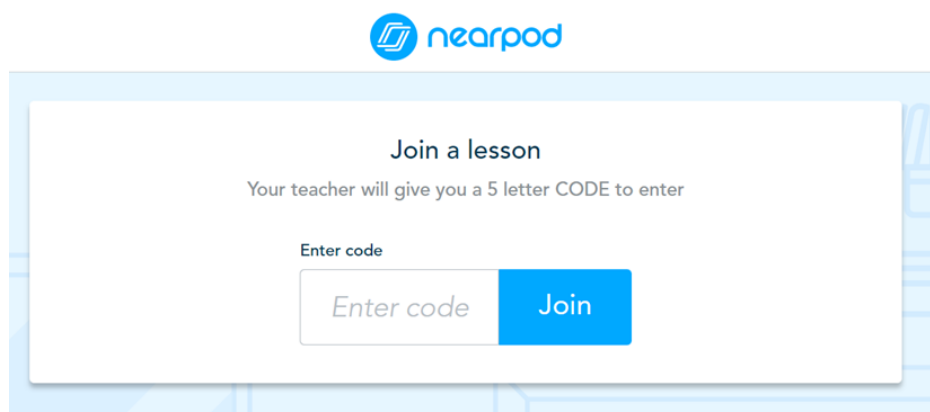 nearpod
Join a lesson
Your teacher will give you a 5 letter CODE to enter
Enter code
Enter code Join